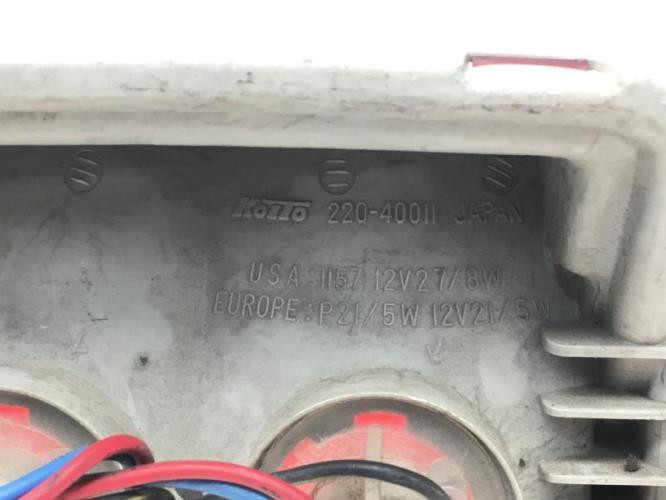 KOITO 220-40011 JAPAN
USA:1157 12V27/8W
EUROPE:P21/5W 12V21/5W